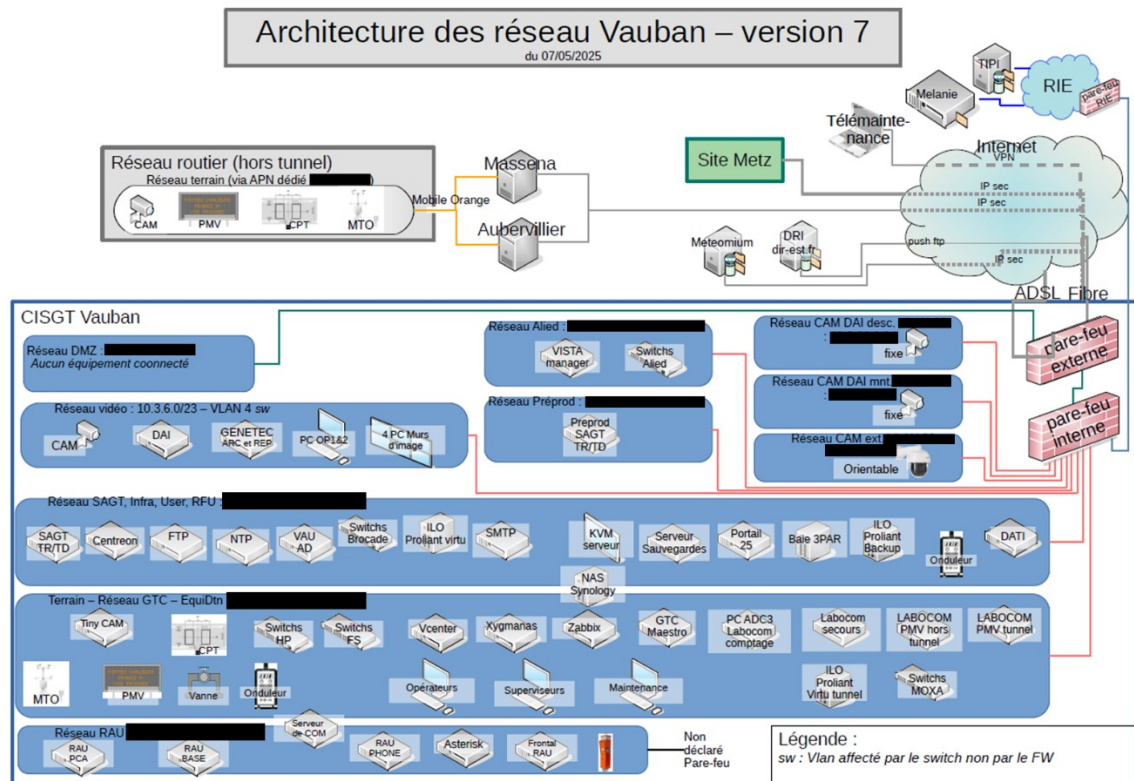 Architecture des réseau Vauban – version 7
du 07/05/2025
TIPI
RIE
Melanie
pare-feu
RIE
Télémainte-
nance
Internet
VPN
Site Metz
IP sec
IP sec
push ftp
IP sec
Réseau routier (hors tunnel)
Réseau terrain (via APN dédié )
CAM
PMV
CPT
MTO
Mobile Orange
Massena
Aubervillier
Meteomium
DRI
dir-est.fr
ADSL
Fibre
CISGT Vauban
Réseau DMZ :
Aucun équipement coonnecté
Réseau Alied :
VISTA
manager
Switchs
Alied
Réseau CAM DAI desc.
:
fixe
pare-feu
externe
Réseau vidéo : 10.3.6.0/23 – VLAN 4 sw
CAM
DAI
GENETEC
ARC et REP
PC OP1&2
4 PC Murs
d'image
Réseau Préprod :
Preprod
SAGT
TR/TD
Réseau CAM DAI mnt.
:
fixe
Réseau CAM ext.
Orientable
pare-feu
interne
Réseau SAGT, Infra, User, RFU :
SAGT
TR/TD
Centreon
FTP
NTP
VAU
AD
Switchs
Brocade
ILO
Proliant virtu
SMTP
KVM
serveur
Serveur
Sauvegardes
Portail
25
Baie 3PAR
ILO
Proliant
Backup
Onduleur
DATI
NAS
Synology
Terrain – Réseau GTC – EquiDtn
Tiny CAM
CPT
Switchs
HP
Switchs
FS
Vcenter
Xygmanas
Zabbix
GTC
Maestro
PC ADC3
Labocom
comptage
Labocom
secours
LABOCOM
PMV hors
tunnel
LABOCOM
PMV tunnel
MTO
PMV
Vanne
Onduleur
Opérateurs
Superviseurs
Maintenance
ILO
Proliant
Virtu tunnel
Switchs
MOXA
Réseau RAU
RAU
PCA
RAU
BASE
Serveur
de COM
RAU
PHONE
Asterisk
Frontal
RAU
Non
déclaré
Pare-feu
Légende :
sw : Vlan affecté par le switch non par le FW